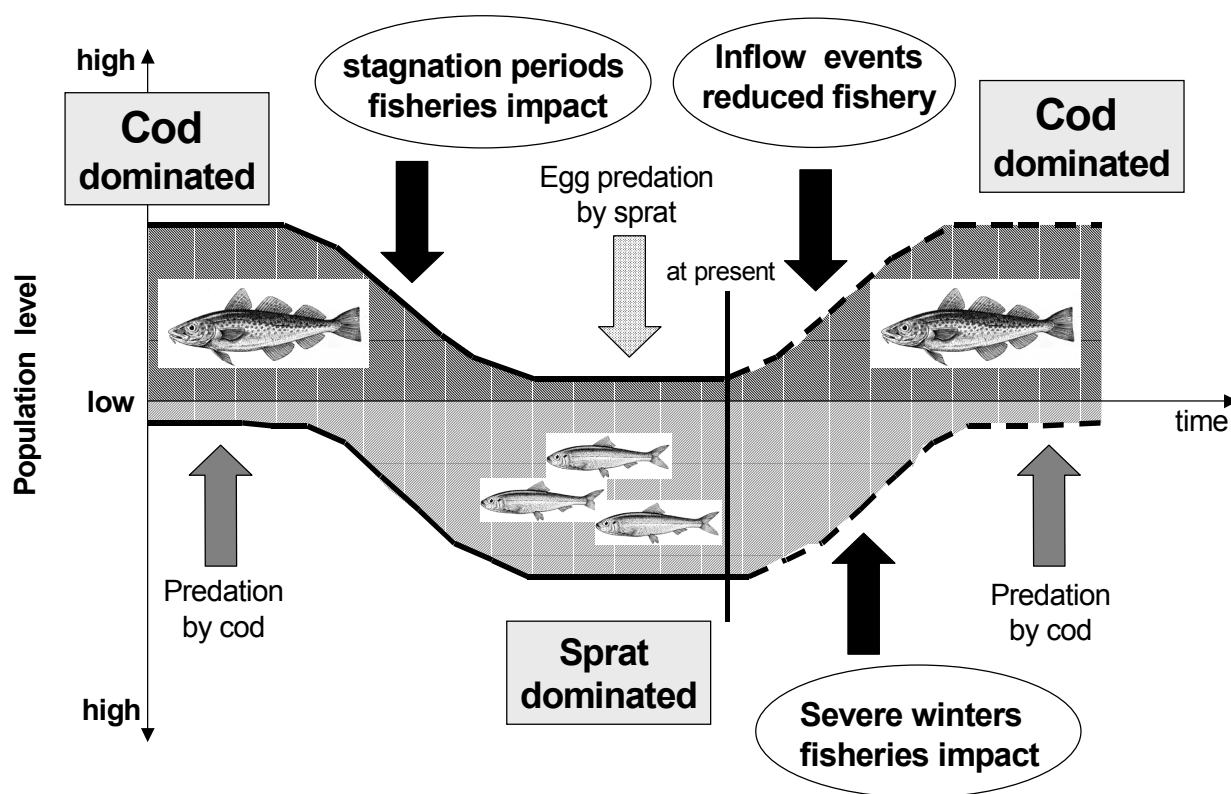 high
stagnation periods
fisheries impact
Inflow events
reduced fishery
Cod
dominated
Cod
dominated
Egg predation
by sprat
at present
Population level
low
time
Predation
by cod
Predation
by cod
Sprat
dominated
high
Severe winters
fisheries impact